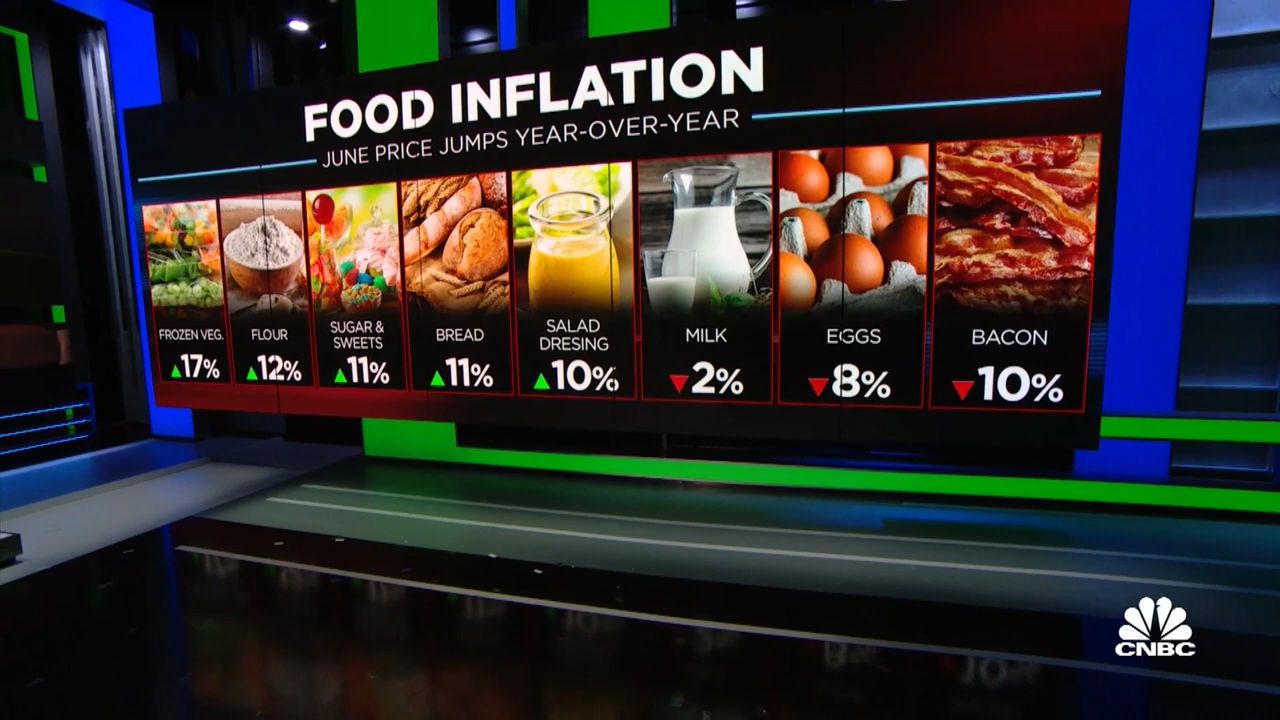 FOOD INFLATION
JUNE PRICE JUMPS YEAR-OVER-YEAR
FROZEN VEG.
▲17%
FLOUR
▲12%
SUGAR &
SWEETS
▲11%
BREAD
▲11%
SALAD
DRESING
▲10%
MILK
▼2%
EGGS
▼8%
BACON
▼10%
CNBC